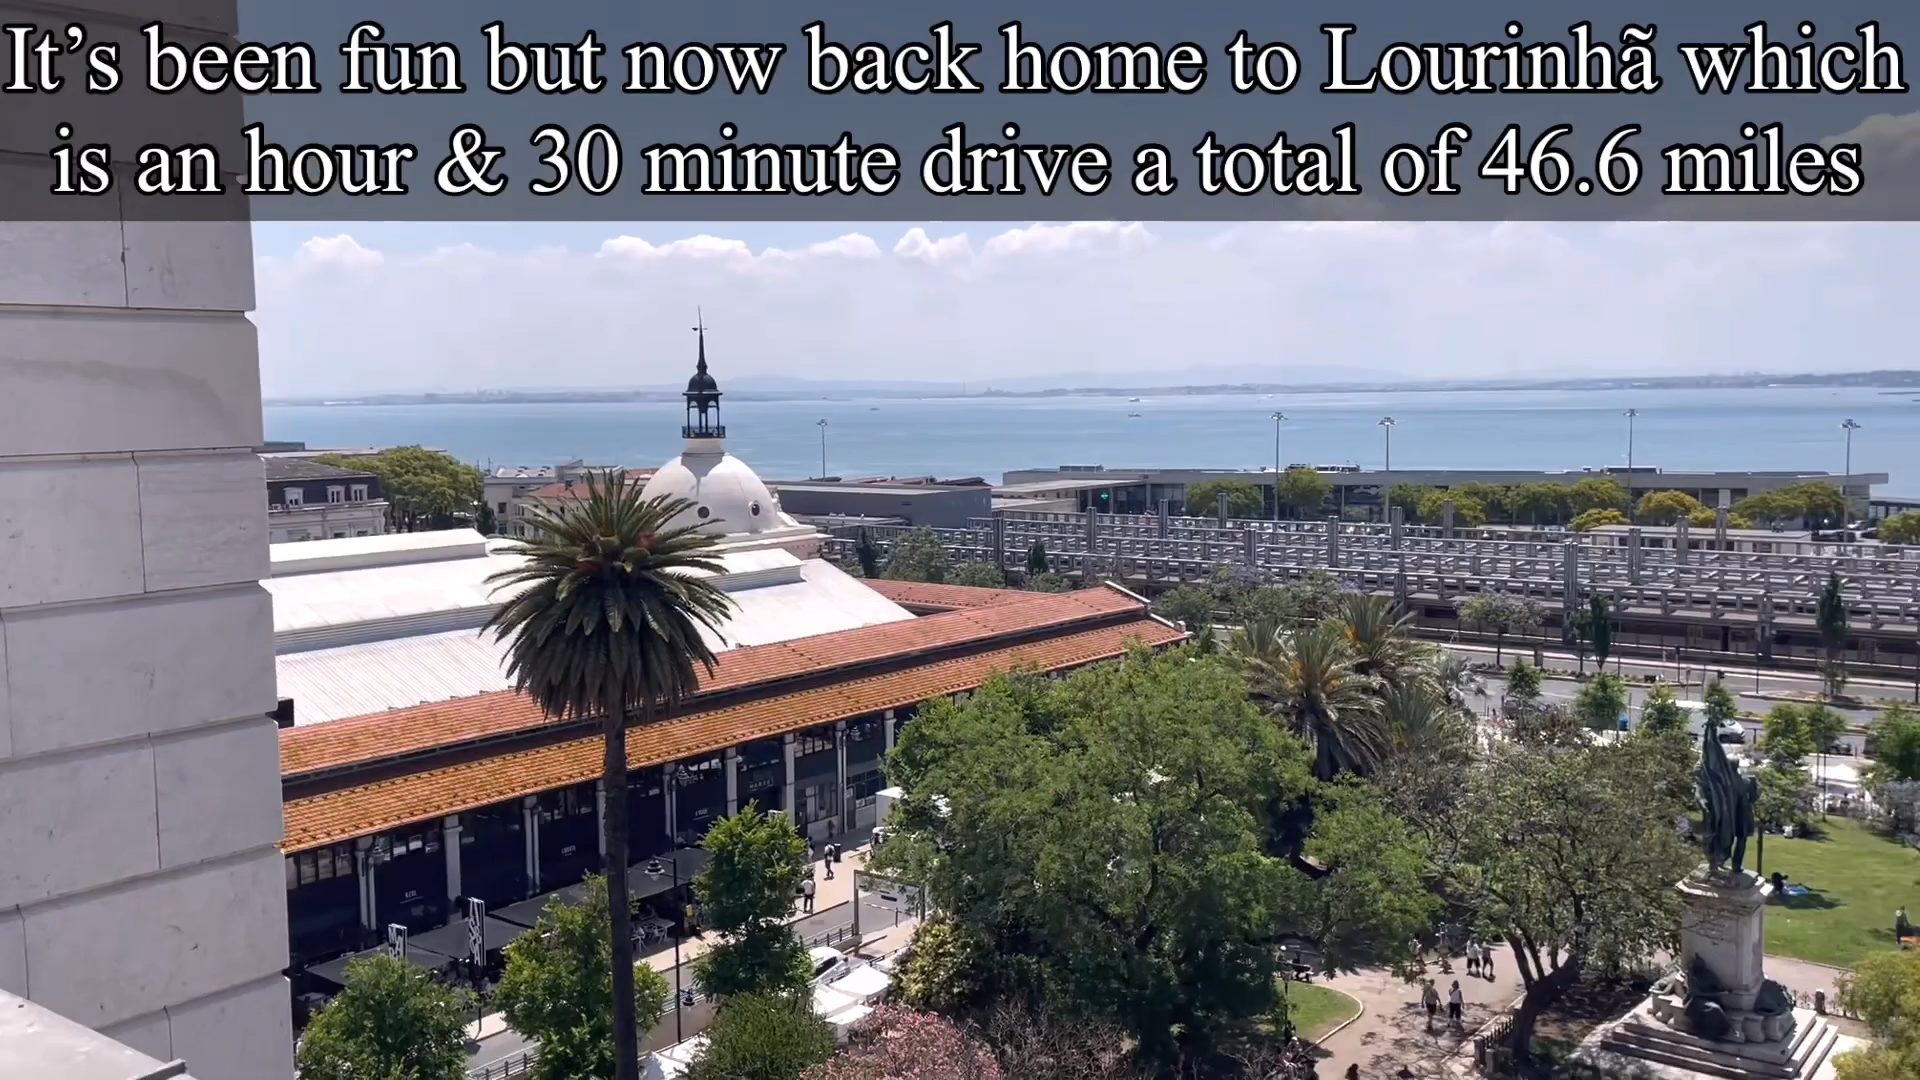 It’s been fun but now back home to Lourinhã which
is an hour & 30 minute drive a total of 46.6 miles